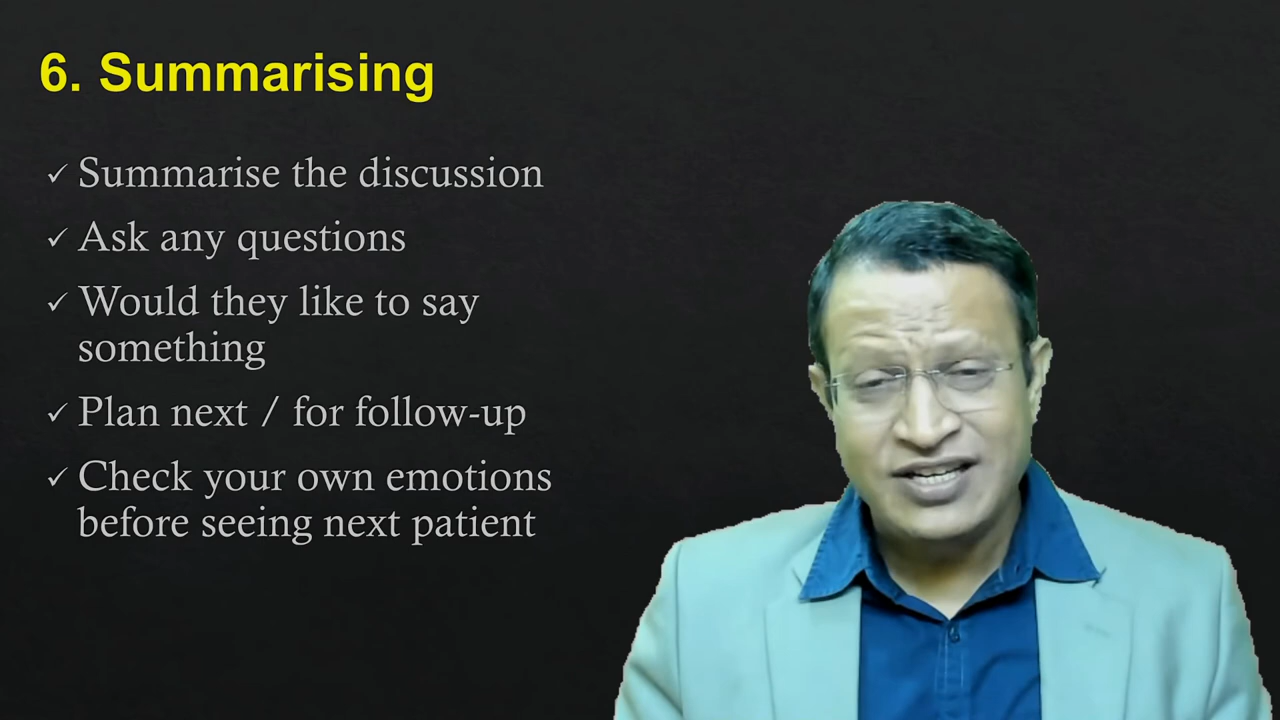 6. Summarising
✓ Summarise the discussion
✓ Ask any questions
✓ Would they like to say
something
✓ Plan next / for follow-up
✓ Check your own emotions
before seeing next patient